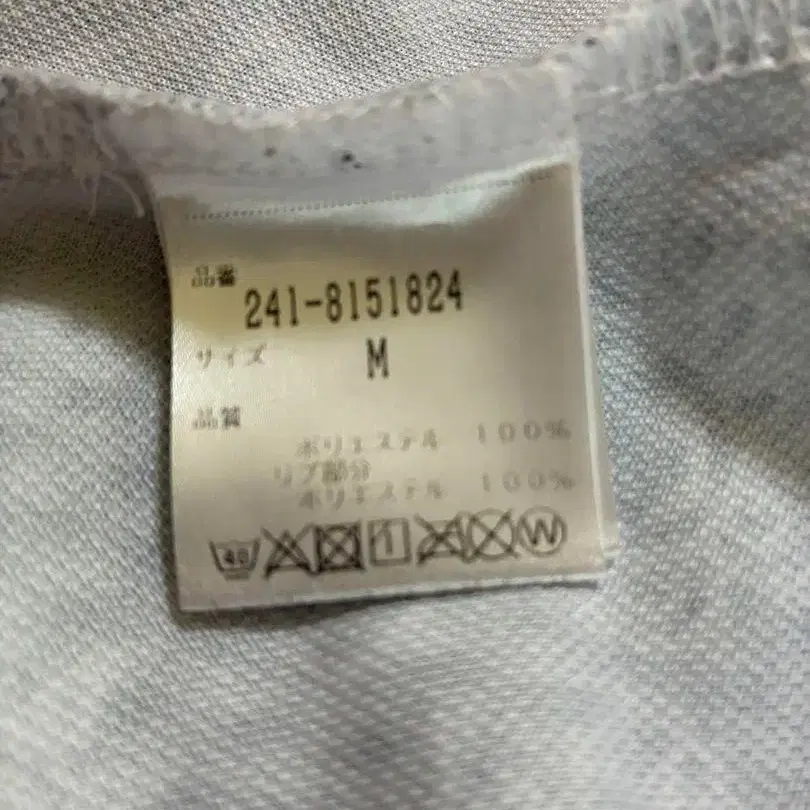 品番
241-8151824
サイズ M
品質
ポリエステル 100%
リブ部分
ポリエステル 100%
40 1 W